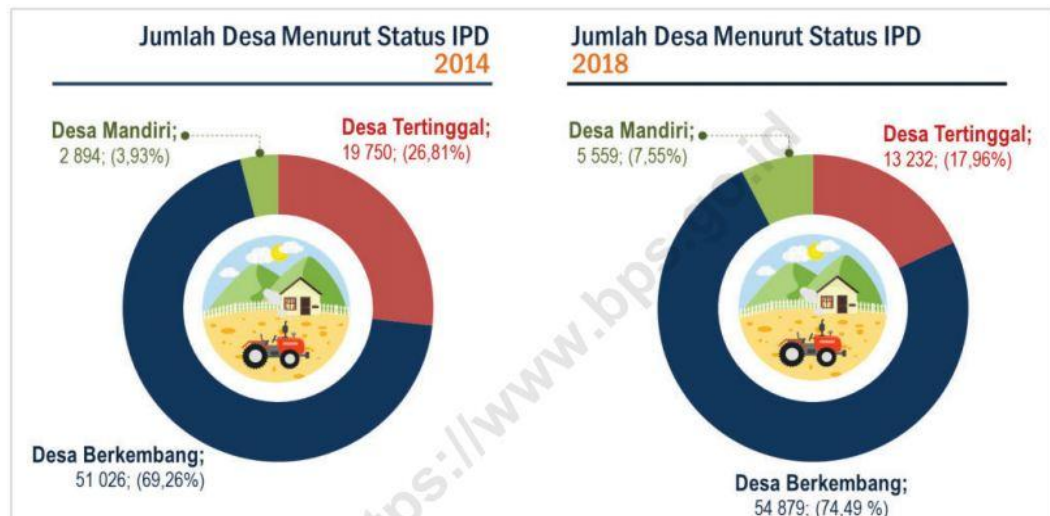 Jumlah Desa Menurut Status IPD
2014
Desa Mandiri;
2 894; (3,93%)
Desa Tertinggal;
19 750; (26,81%)
Desa Berkembang;
51 026; (69,26%)
Jumlah Desa Menurut Status IPD
2018
Desa Mandiri;
5 559; (7,55%)
Desa Tertinggal;
13 232; (17,96%)
Desa Berkembang;
54 879; (74,49 %)
tps://www.bps.go.id